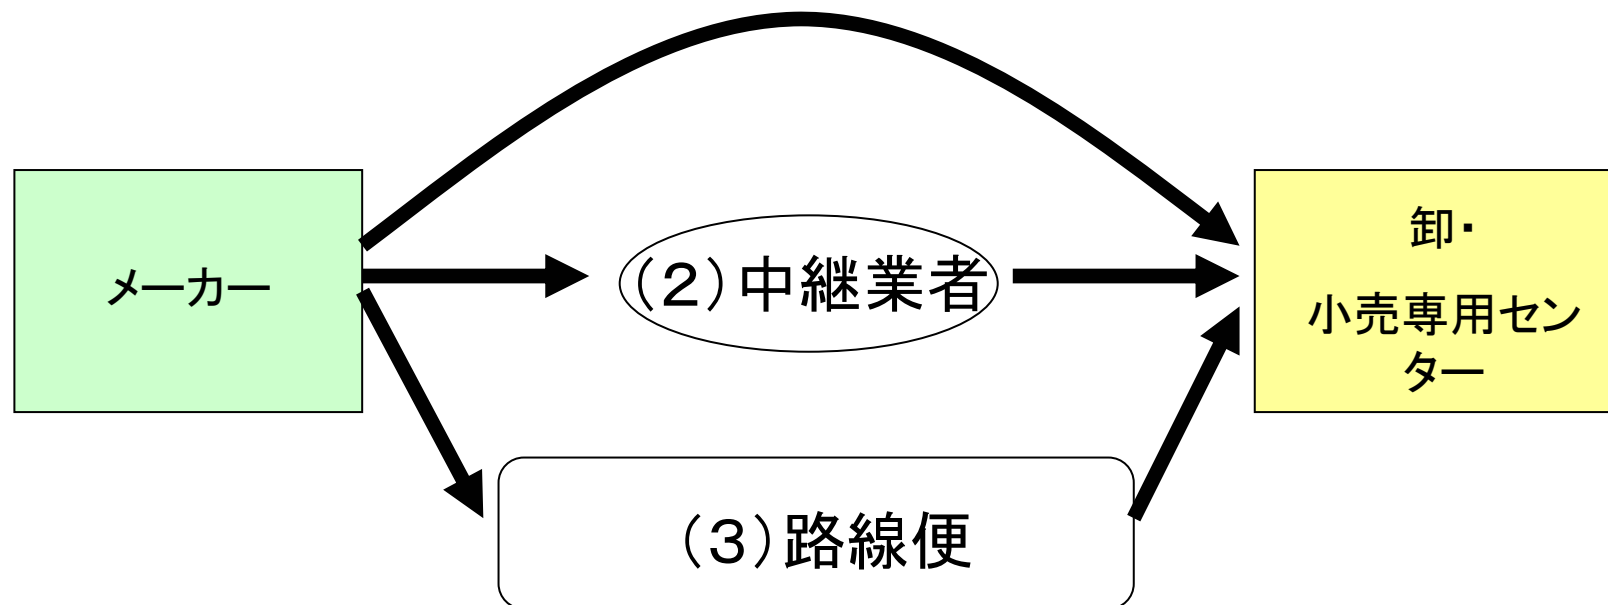 メーカー
（２）中継業者
卸・
小売専用セン
ター
（３）路線便